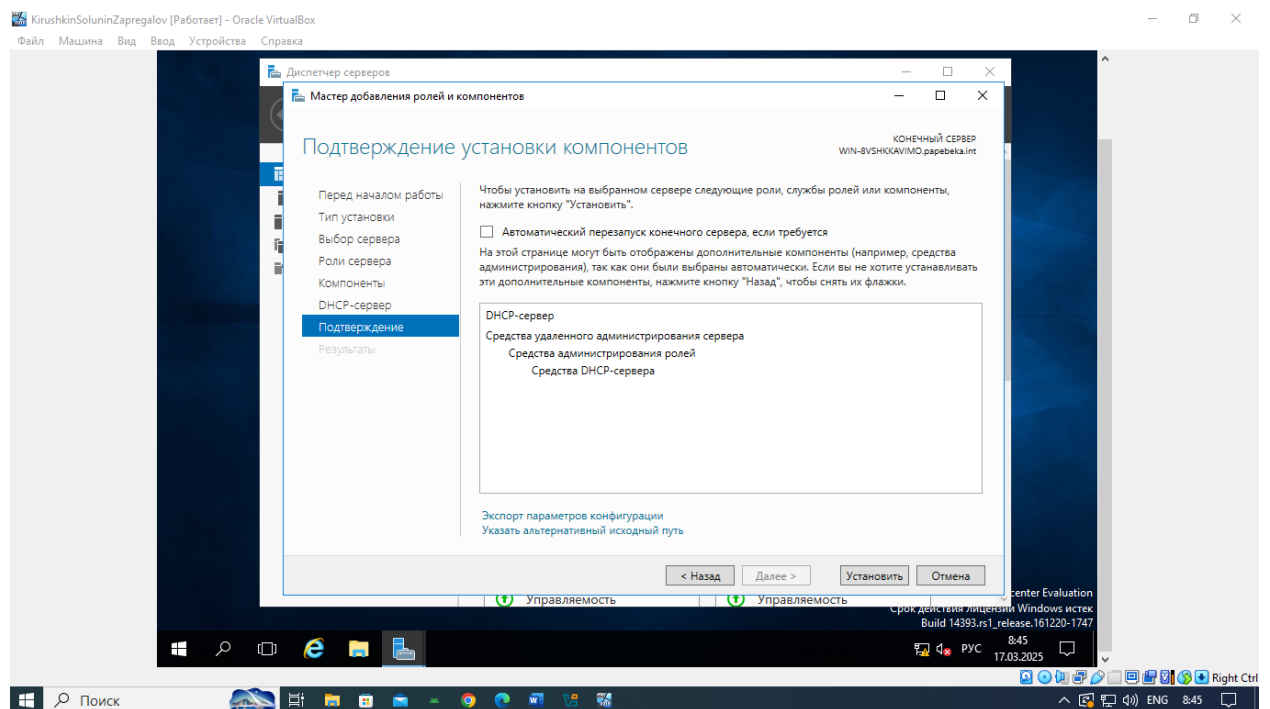 KirushkinSoluninZapregalov [Работает] - Oracle VirtualBox
Файл Машина Вид Ввод Устройства Справка
Диспетчер серверов
Мастер добавления ролей и компонентов
Подтверждение установки компонентов
КОНЕЧНЫЙ СЕРВЕР
WIN-8VSHKKAVIMO.papebeka.int
Перед началом работы
Тип установки
Выбор сервера
Роли сервера
Компоненты
DHCP-сервер
Подтверждение
Результаты
Чтобы установить на выбранном сервере следующие роли, службы ролей или компоненты,
нажмите кнопку "Установить".
Автоматический перезапуск конечного сервера, если требуется
На этой странице могут быть отображены дополнительные компоненты (например, средства
администрирования), так как они были выбраны автоматически. Если вы не хотите устанавливать
эти дополнительные компоненты, нажмите кнопку "Назад", чтобы снять их флажки.
DHCP-сервер
Средства удаленного администрирования сервера
Средства администрирования ролей
Средства DHCP-сервера
Экспорт параметров конфигурации
Указать альтернативный исходный путь
< Назад Далее > Установить Отмена
Управляемость Управляемость
center Evaluation
Срок действия лицензии Windows истек
Build 14393.rs1_release.161220-1747
РУС 8:45
17.03.2025
Right Ctrl
Поиск ENG 8:45